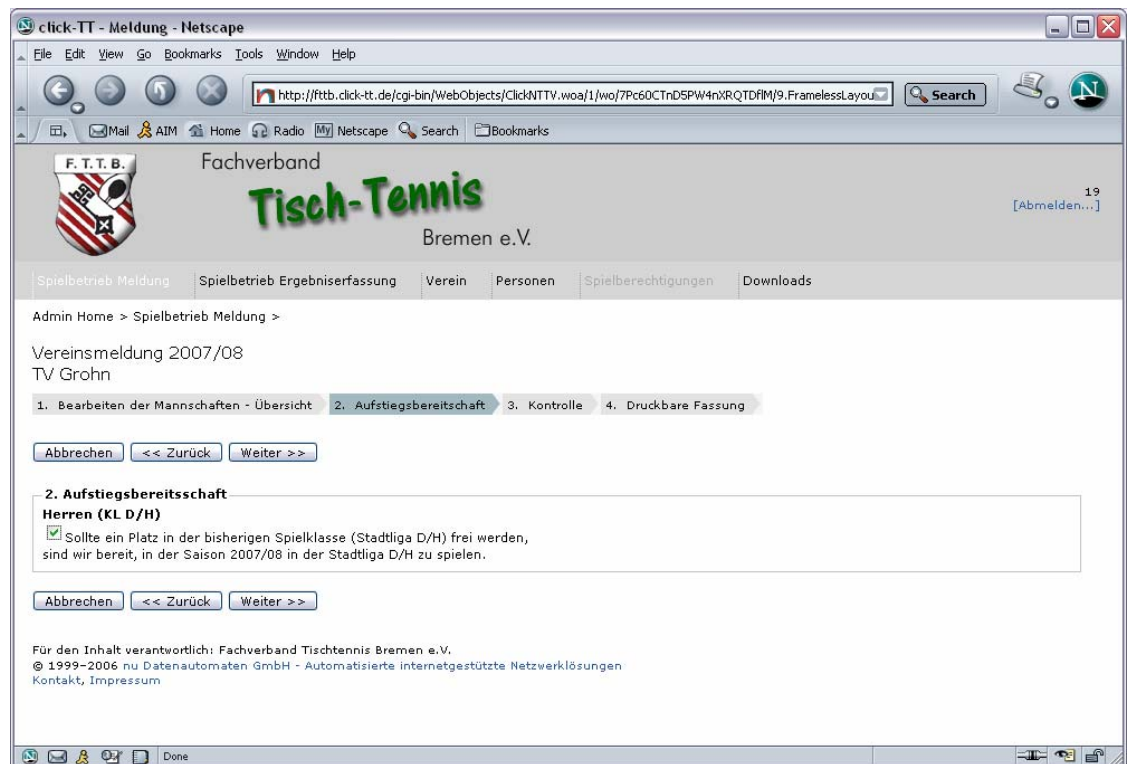 click-TT - Meldung - Netscape
File Edit View Go Bookmarks Tools Window Help
http://fttb.click-tt.de/cgi-bin/WebObjects/ClickNTTV.woa/1/wo/7Pc60CTnD5PW4nXRQTDflM/9.FramelessLayou Search N
Mail AIM Home Radio My Netscape Search Bookmarks
F. T. T. B.
Fachverband
Tisch-Tennis
Bremen e.V.
19
[Abmelden...]
Spielbetrieb Meldung Spielbetrieb Ergebniserfassung Verein Personen Spielberechtigungen Downloads
Admin Home > Spielbetrieb Meldung >
Vereinsmeldung 2007/08
TV Grohn
1. Bearbeiten der Mannschaften - Übersicht 2. Aufstiegsbereitschaft 3. Kontrolle 4. Druckbare Fassung
Abbrechen << Zurück Weiter >>
2. Aufstiegsbereitsschaft
Herren (KL D/H)
Sollte ein Platz in der bisherigen Spielklasse (Stadtliga D/H) frei werden,
sind wir bereit, in der Saison 2007/08 in der Stadtliga D/H zu spielen.
Abbrechen << Zurück Weiter >>
Für den Inhalt verantwortlich: Fachverband Tischtennis Bremen e.V.
© 1999-2006 nu Datenautomaten GmbH - Automatisierte internetgestützte Netzwerklösungen
Kontakt, Impressum
Done